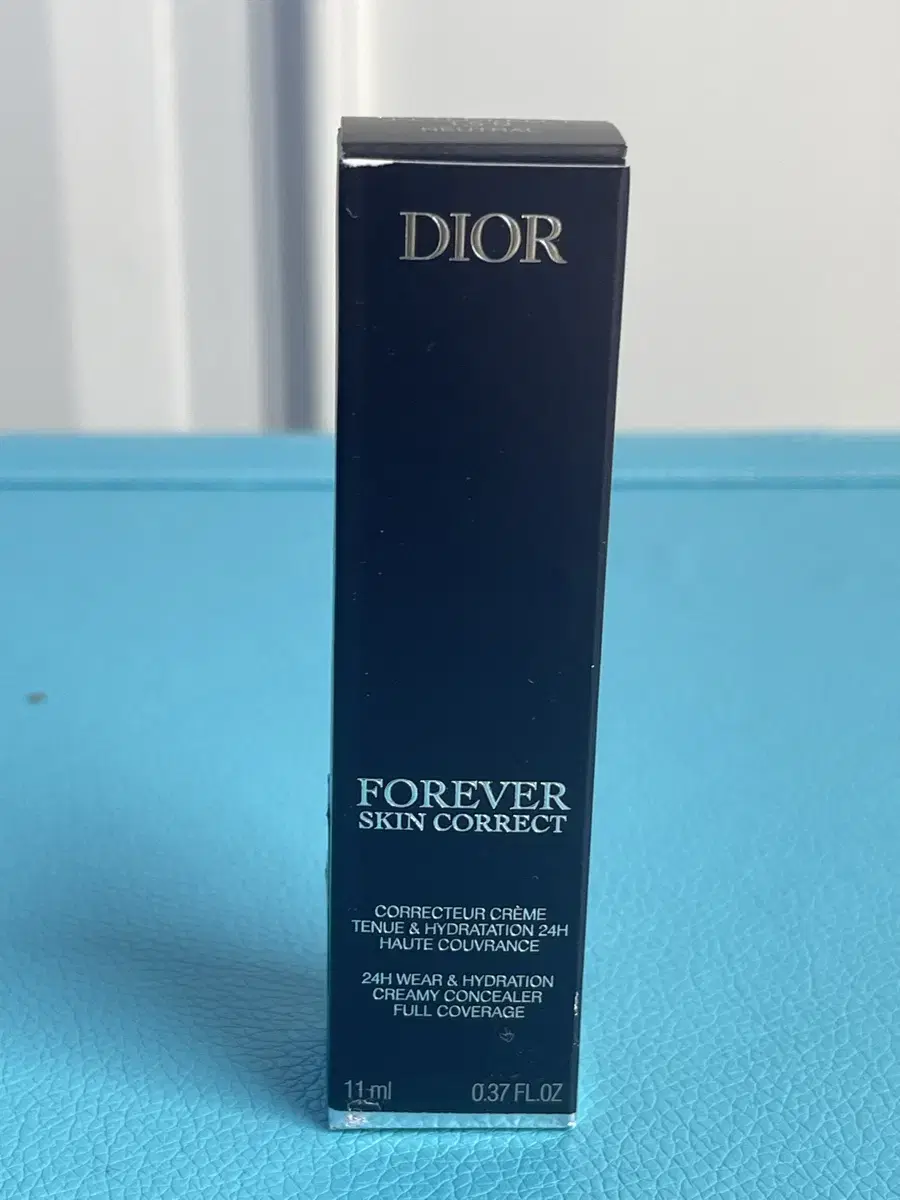 NEUTRAL
DIOR
FOREVER
SKIN CORRECT
CORRECTEUR CRÈME
TENUE & HYDRATATION 24H
HAUTE COUVRANCE
24H WEAR & HYDRATION
CREAMY CONCEALER
FULL COVERAGE
11 ml 0.37 FL.OZ